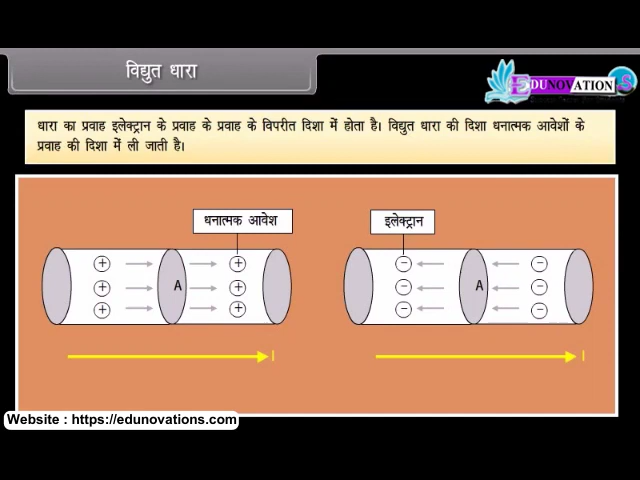 विद्युत धारा
EDUNOVATIONS
धारा का प्रवाह इलेक्ट्रान के प्रवाह के प्रवाह के विपरीत दिशा में होता है। विद्युत धारा की दिशा धनात्मक आवेशों के
प्रवाह की दिशा में ली जाती है।
धनात्मक आवेश
इलेक्ट्रान
+ + A
+ +
+ +
− − A
− −
− −
I
I
Website : https://edunovations.com